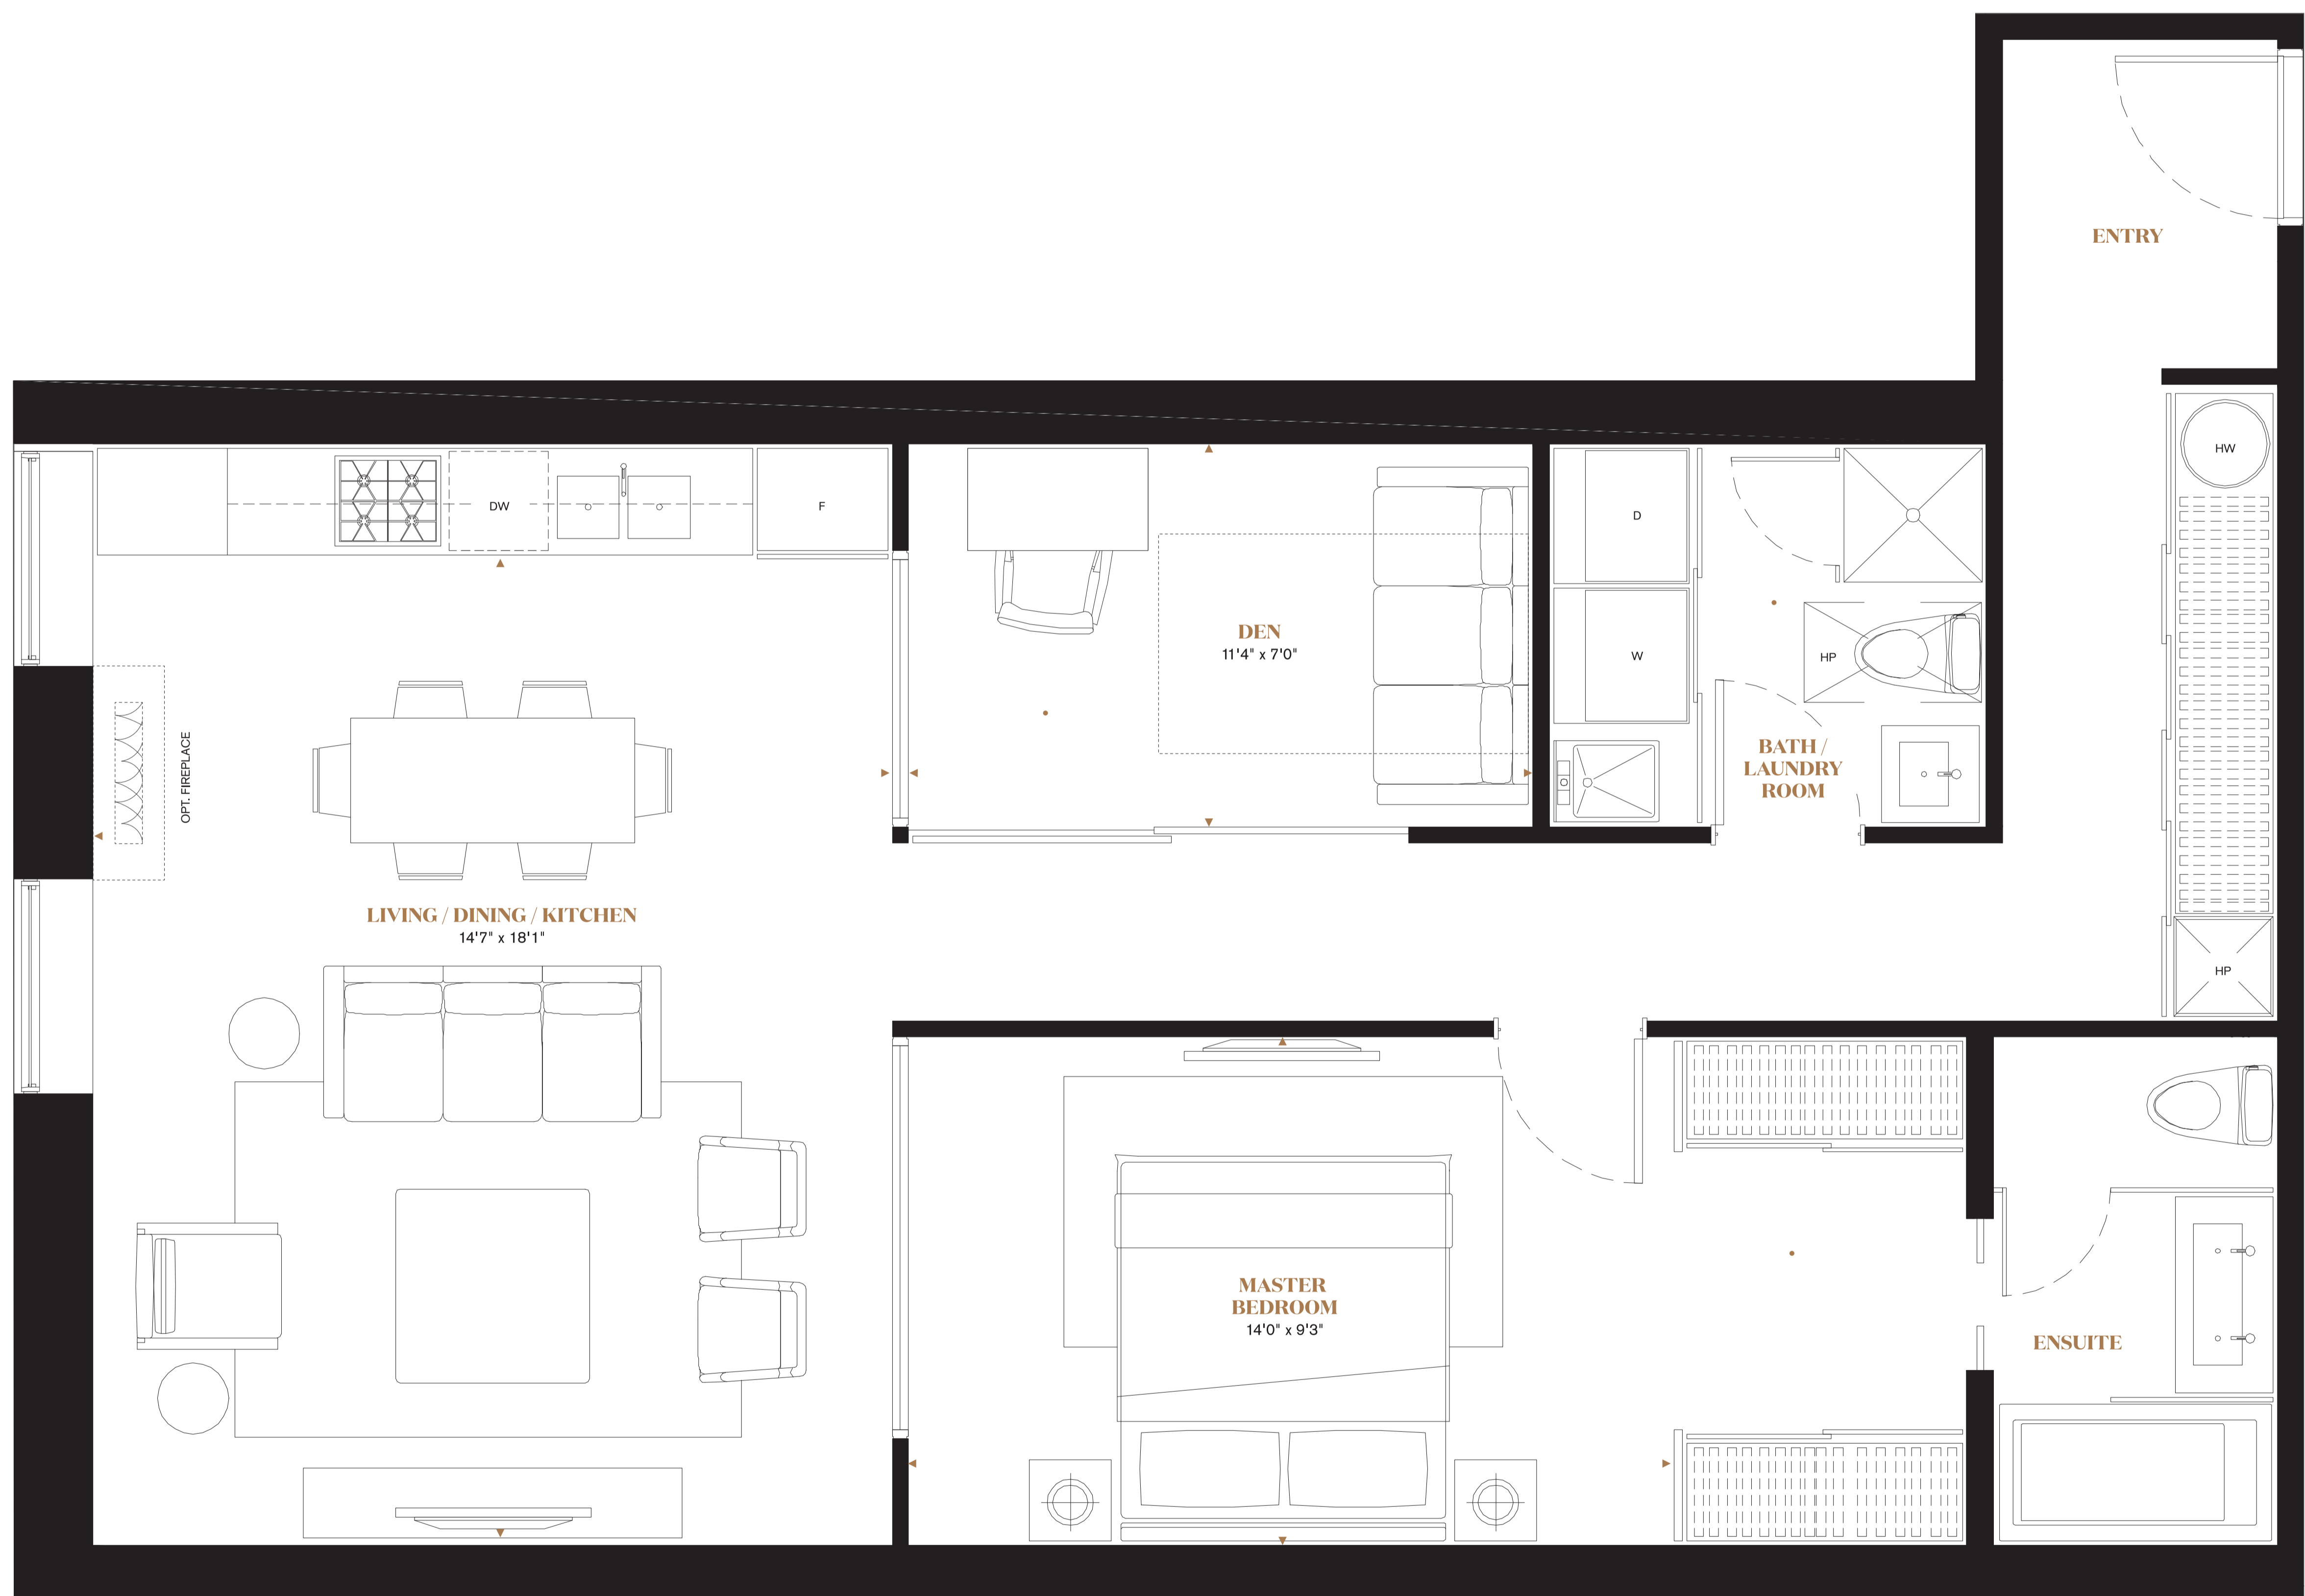 ENTRY
HW
DW
F
D
DEN
11'4" x 7'0"
W
HP
OPT. FIREPLACE
BATH /
LAUNDRY
ROOM
LIVING / DINING / KITCHEN
14'7" x 18'1"
HP
MASTER
BEDROOM
14'0" x 9'3"
ENSUITE